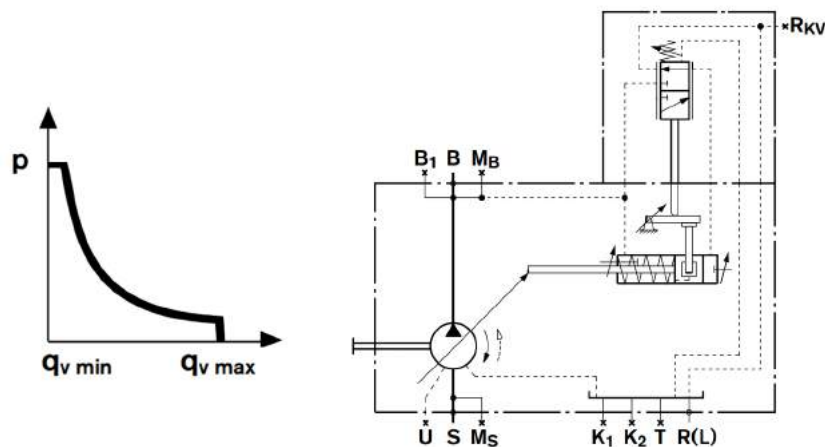 R_KV
p
B₁ B M_B
q_v min q_v max
U S M_S K₁ K₂ T R(L)